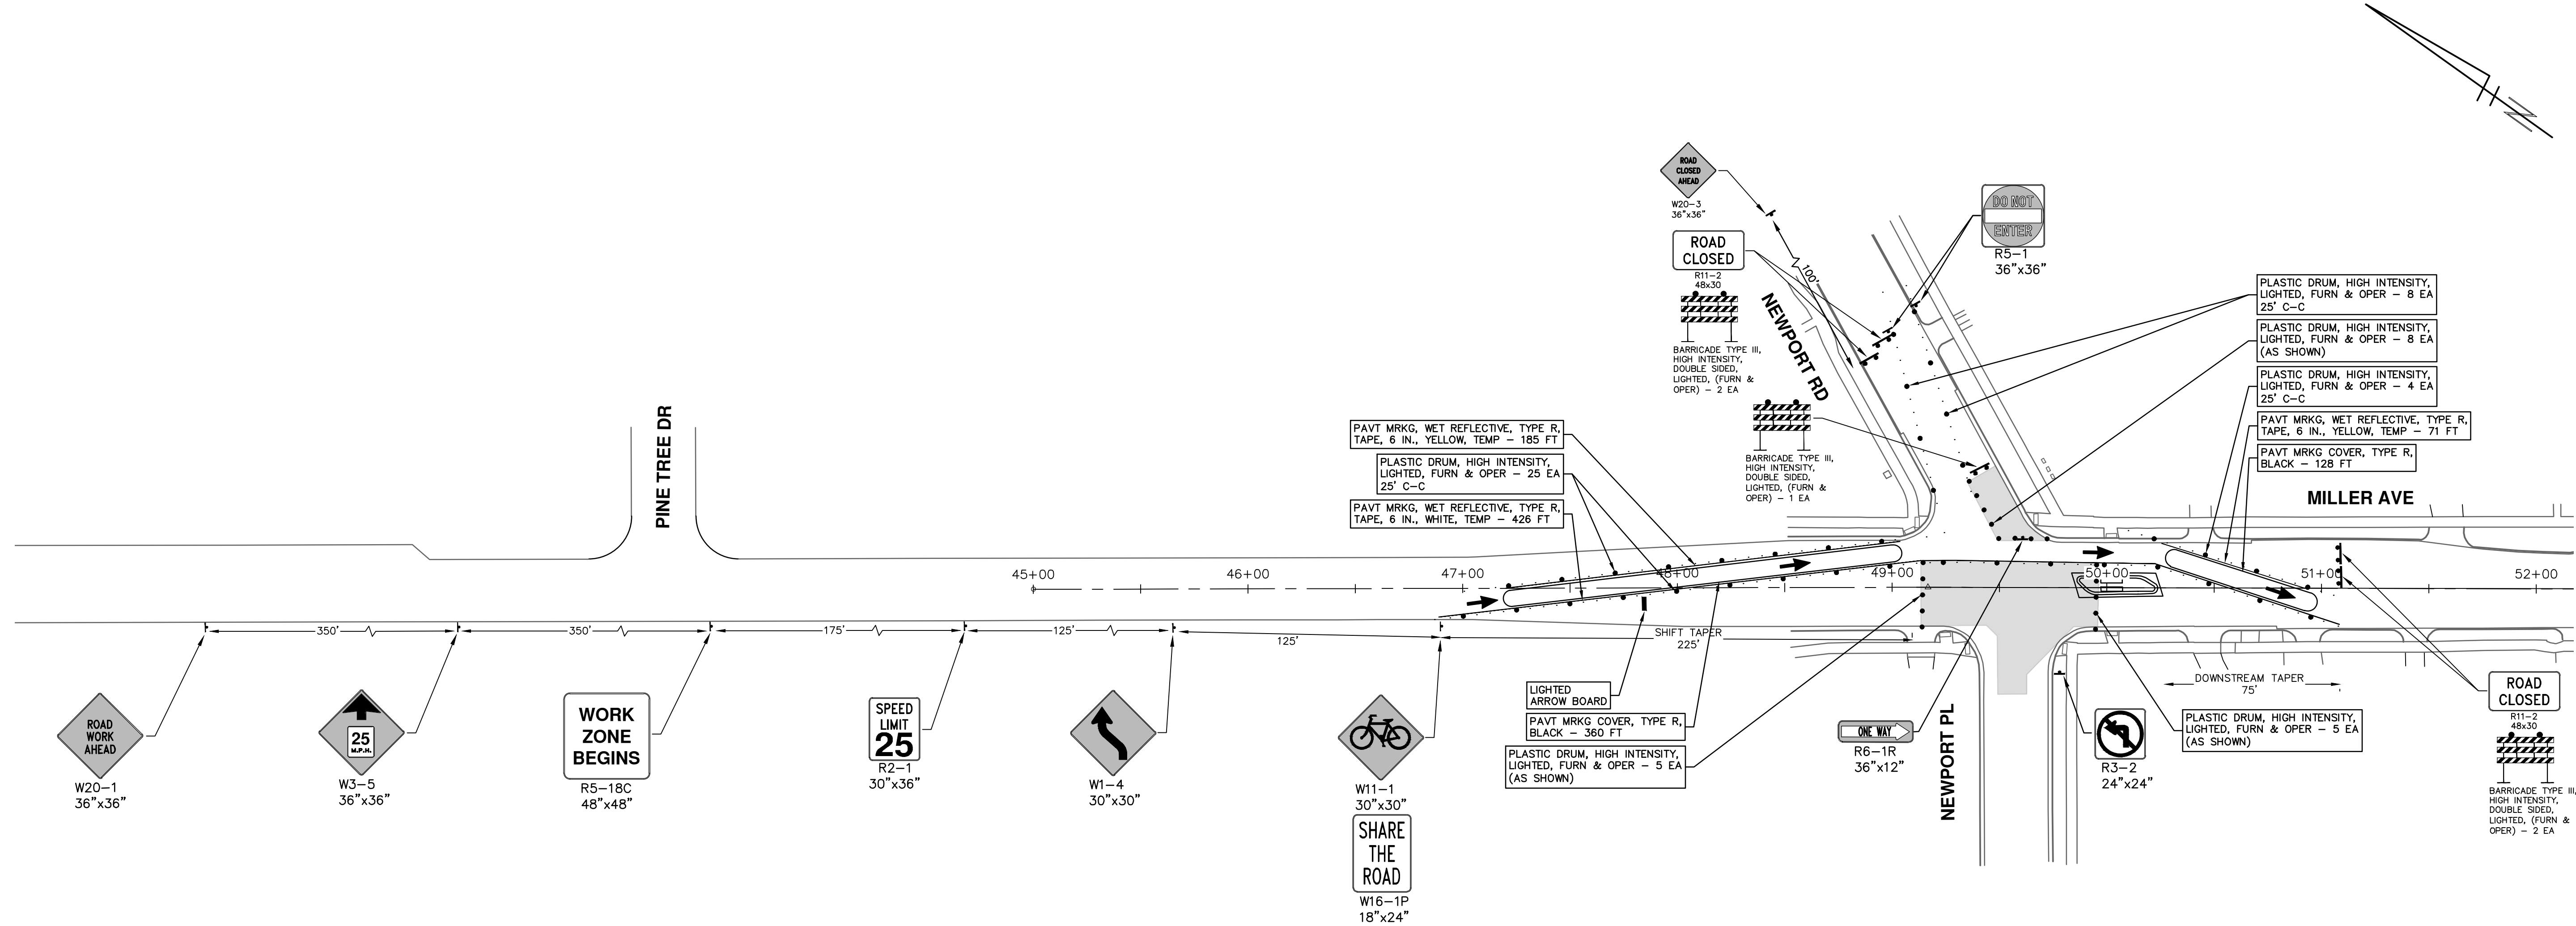 ROAD
CLOSED
AHEAD
W20-3
36"x36"
ROAD
CLOSED
R11-2
48x30
BARRICADE TYPE III,
HIGH INTENSITY,
DOUBLE SIDED,
LIGHTED, (FURN &
OPER) - 2 EA
100'
NEWPORT RD
DO NOT
ENTER
R5-1
36"x36"
BARRICADE TYPE III,
HIGH INTENSITY,
DOUBLE SIDED,
LIGHTED, (FURN &
OPER) - 1 EA
PLASTIC DRUM, HIGH INTENSITY,
LIGHTED, FURN & OPER - 8 EA
25' C-C
PLASTIC DRUM, HIGH INTENSITY,
LIGHTED, FURN & OPER - 8 EA
(AS SHOWN)
PLASTIC DRUM, HIGH INTENSITY,
LIGHTED, FURN & OPER - 4 EA
25' C-C
PAVT MRKG, WET REFLECTIVE, TYPE R,
TAPE, 6 IN., YELLOW, TEMP - 71 FT
PAVT MRKG COVER, TYPE R,
BLACK - 128 FT
MILLER AVE
PINE TREE DR
PAVT MRKG, WET REFLECTIVE, TYPE R,
TAPE, 6 IN., YELLOW, TEMP - 185 FT
PLASTIC DRUM, HIGH INTENSITY,
LIGHTED, FURN & OPER - 25 EA
25' C-C
PAVT MRKG, WET REFLECTIVE, TYPE R,
TAPE, 6 IN., WHITE, TEMP - 426 FT
45+00
46+00
47+00
48+00
49+00
50+00
51+00
52+00
350'
350'
175'
125'
125'
SHIFT TAPER
225'
DOWNSTREAM TAPER
75'
ROAD
WORK
AHEAD
W20-1
36"x36"
25
M.P.H.
W3-5
36"x36"
WORK
ZONE
BEGINS
R5-18C
48"x48"
SPEED
LIMIT
25
R2-1
30"x36"
W1-4
30"x30"
W11-1
30"x30"
SHARE
THE
ROAD
W16-1P
18"x24"
LIGHTED
ARROW BOARD
PAVT MRKG COVER, TYPE R,
BLACK - 360 FT
PLASTIC DRUM, HIGH INTENSITY,
LIGHTED, FURN & OPER - 5 EA
(AS SHOWN)
ONE WAY
R6-1R
36"x12"
NEWPORT PL
R3-2
24"x24"
PLASTIC DRUM, HIGH INTENSITY,
LIGHTED, FURN & OPER - 5 EA
(AS SHOWN)
ROAD
CLOSED
R11-2
48x30
BARRICADE TYPE III,
HIGH INTENSITY,
DOUBLE SIDED,
LIGHTED, (FURN &
OPER) - 2 EA
N